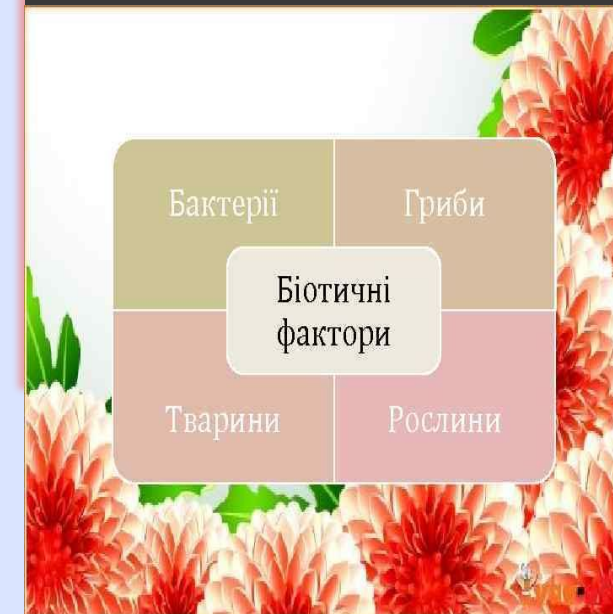 Бактерії
Гриби
Біотичні
фактори
Тварини
Рослини